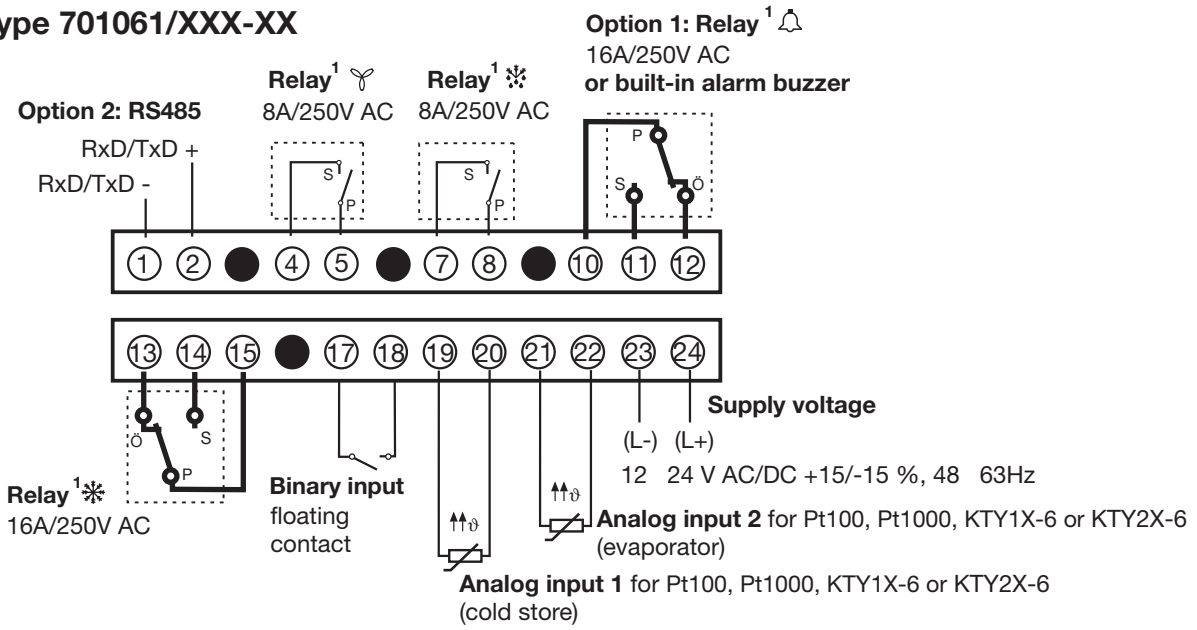 ype 701061/XXX-XX
Option 1: Relay 1
16A/250V AC
or built-in alarm buzzer
Relay 1
8A/250V AC
Relay 1
8A/250V AC
Option 2: RS485
RxD/TxD +
RxD/TxD -
S
P
S
P
P
S
Ö
1 2 4 5 7 8 10 11 12
13 14 15 17 18 19 20 21 22 23 24
Ö
S
P
Relay 1
16A/250V AC
Binary input
floating
contact
Supply voltage
(L-) (L+)
12 24 V AC/DC +15/-15 %, 48 63Hz
ϑ
Analog input 2 for Pt100, Pt1000, KTY1X-6 or KTY2X-6
(evaporator)
ϑ
Analog input 1 for Pt100, Pt1000, KTY1X-6 or KTY2X-6
(cold store)